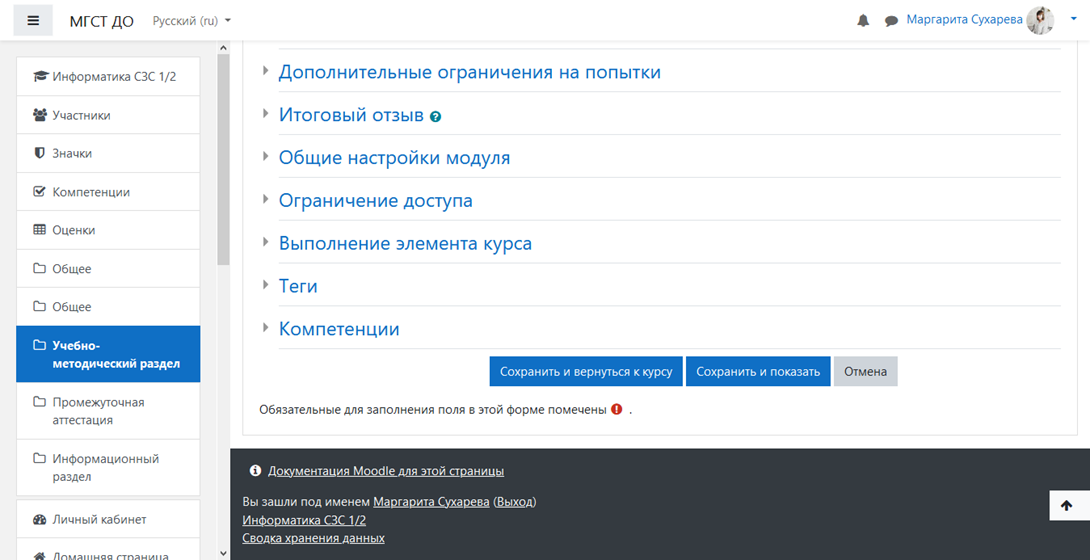 МГСТ ДО
Русский (ru)
Маргарита Сухарева
Информатика СЗС 1/2
Участники
Значки
Компетенции
Оценки
Общее
Общее
Учебно-
методический раздел
Промежуточная
аттестация
Информационный
раздел
Личный кабинет
Домашняя страница
Дополнительные ограничения на попытки
Итоговый отзыв
Общие настройки модуля
Ограничение доступа
Выполнение элемента курса
Теги
Компетенции
Сохранить и вернуться к курсу
Сохранить и показать
Отмена
Обязательные для заполнения поля в этой форме помечены .
Документация Moodle для этой страницы
Вы зашли под именем Маргарита Сухарева (Выход)
Информатика СЗС 1/2
Сводка хранения данных